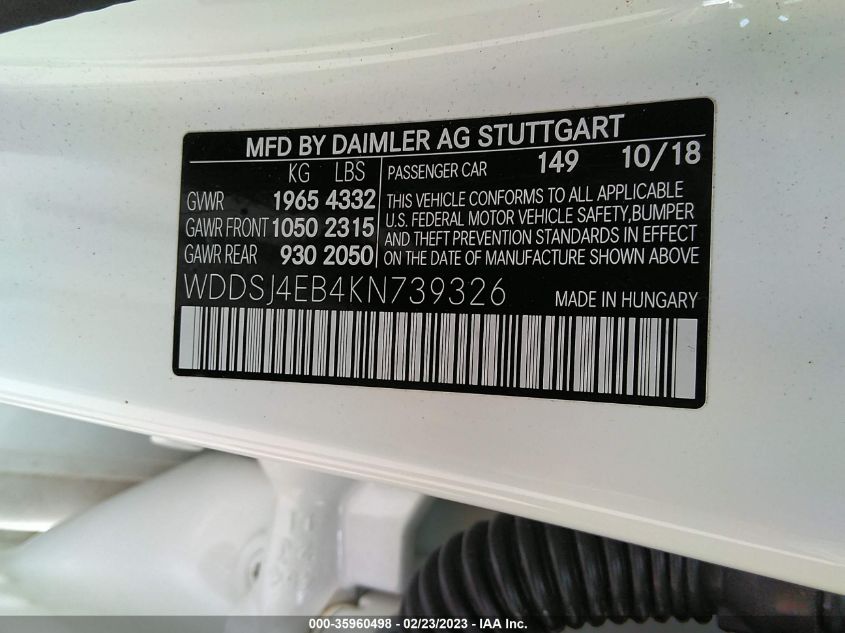 MFD BY DAIMLER AG STUTTGART
KG LBS
GVWR 1965 4332
GAWR FRONT 1050 2315
GAWR REAR 930 2050
PASSENGER CAR 149 10/18
THIS VEHICLE CONFORMS TO ALL APPLICABLE
U.S. FEDERAL MOTOR VEHICLE SAFETY,BUMPER
AND THEFT PREVENTION STANDARDS IN EFFECT
ON THE DATE OF MANUFACTURE SHOWN ABOVE
WDDSJ4EB4KN739326
MADE IN HUNGARY
000-35960498 - 02/23/2023 - © IAA Inc.